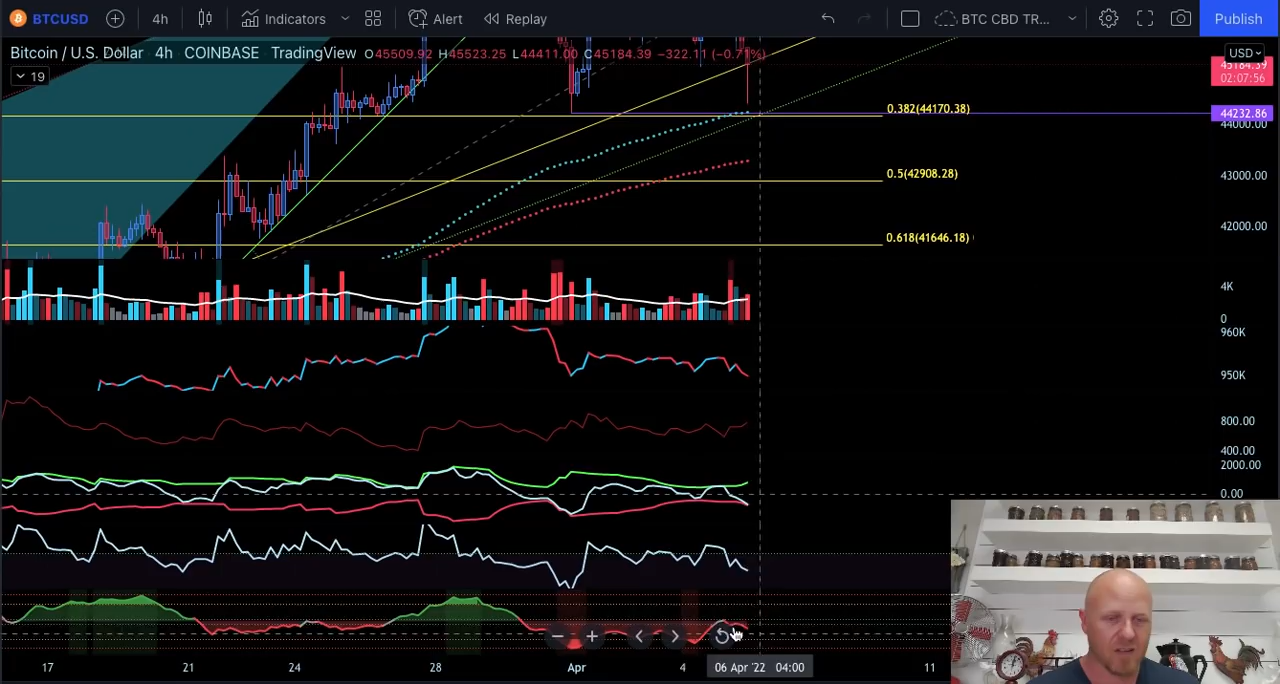 BTCUSD 4h Indicators Alert Replay BTC CBD TR... Publish
Bitcoin / U.S. Dollar 4h COINBASE TradingView O45509.92 H45523.25 L44411.00 C45184.39 −322.11 (−0.71%) USD
19
45184.39
02:07:56
0.382(44170.38)
44232.86
44000.00
0.5(42908.28)
43000.00
42000.00
0.618(41646.18)
4K
0
960K
950K
800.00
400.00
2000.00
0.00
17 21 24 28 Apr 4 06 Apr '22 04:00 11